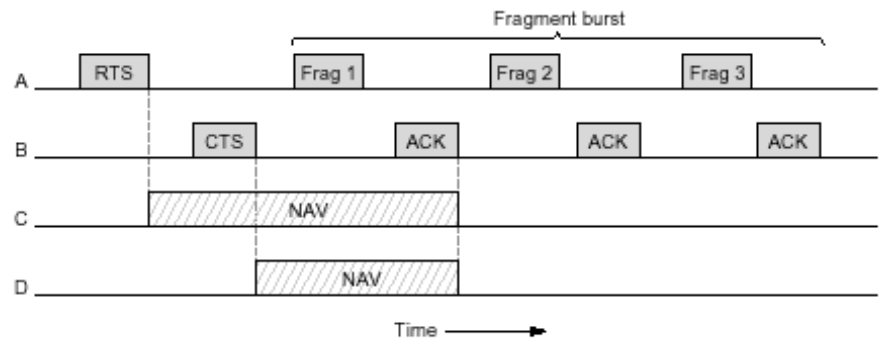 Fragment burst
A RTS Frag 1 Frag 2 Frag 3
B CTS ACK ACK ACK
C NAV
D NAV
Time